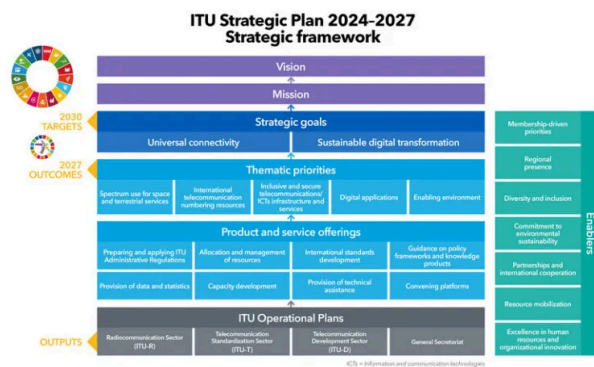 ITU Strategic Plan 2024–2027
Strategic framework
Vision
Mission
2030
TARGETS
Strategic goals
Universal connectivity
Sustainable digital transformation
2027
OUTCOMES
Thematic priorities
Spectrum use for space
and terrestrial services
International
telecommunication
numbering resources
Inclusive and secure
telecommunications/
ICTs infrastructure and
services
Digital applications
Enabling environment
Product and service offerings
Preparing and applying ITU
Administrative Regulations
Allocation and management
of resources
International standards
development
Guidance on policy
frameworks and knowledge
products
Provision of data and statistics
Capacity development
Provision of technical
assistance
Convening platforms
ITU Operational Plans
OUTPUTS
Radiocommunication Sector
(ITU-R)
Telecommunication
Standardization Sector
(ITU-T)
Telecommunication
Development Sector
(ITU-D)
General Secretariat
Membership-driven
priorities
Regional
presence
Diversity and inclusion
Commitment to
environmental
sustainability
Partnerships and
international cooperation
Resource mobilization
Excellence in human
resources and
organizational innovation
Enablers
ICTs = Information and communication technologies